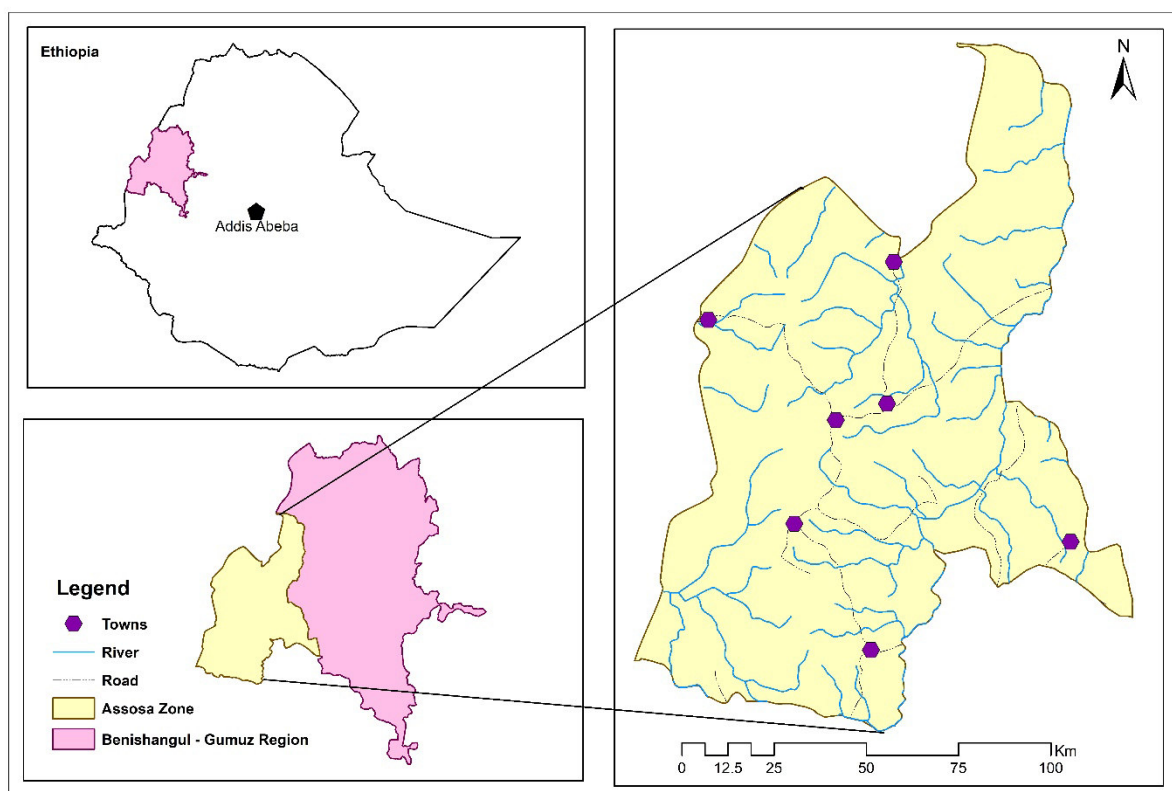 Ethiopia
Addis Abeba
Legend
Towns
River
Road
Assosa Zone
Benishangul - Gumuz Region
N
Km
0 12.5 25 50 75 100